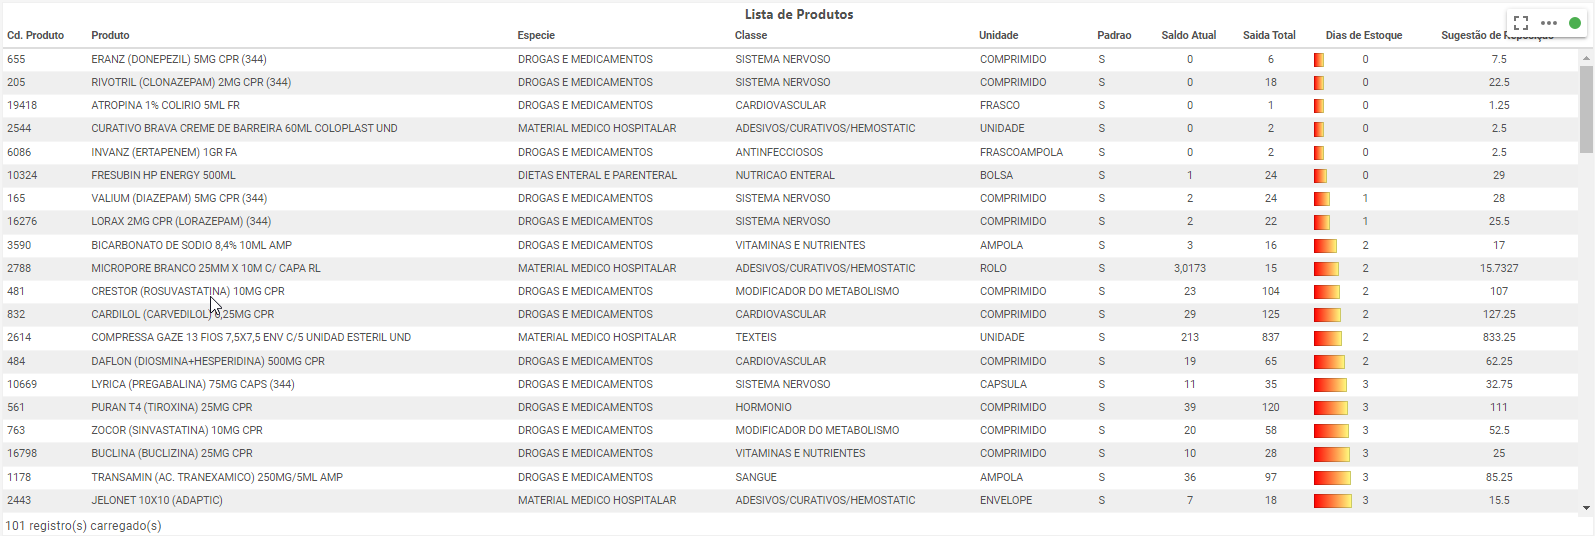 Lista de Produtos
Cd. Produto Produto Especie Classe Unidade Padrao Saldo Atual Saida Total Dias de Estoque Sugestão de Reposição
655 ERANZ (DONEPEZIL) 5MG CPR (344) DROGAS E MEDICAMENTOS SISTEMA NERVOSO COMPRIMIDO S 0 6 0 7.5
205 RIVOTRIL (CLONAZEPAM) 2MG CPR (344) DROGAS E MEDICAMENTOS SISTEMA NERVOSO COMPRIMIDO S 0 18 0 22.5
19418 ATROPINA 1% COLIRIO 5ML FR DROGAS E MEDICAMENTOS CARDIOVASCULAR FRASCO S 0 1 0 1.25
2544 CURATIVO BRAVA CREME DE BARREIRA 60ML COLOPLAST UND MATERIAL MEDICO HOSPITALAR ADESIVOS/CURATIVOS/HEMOSTATIC UNIDADE S 0 2 0 2.5
6086 INVANZ (ERTAPENEM) 1GR FA DROGAS E MEDICAMENTOS ANTINFECCIOSOS FRASCOAMPOLA S 0 2 0 2.5
10324 FRESUBIN HP ENERGY 500ML DIETAS ENTERAL E PARENTERAL NUTRICAO ENTERAL BOLSA S 1 24 0 29
165 VALIUM (DIAZEPAM) 5MG CPR (344) DROGAS E MEDICAMENTOS SISTEMA NERVOSO COMPRIMIDO S 2 24 1 28
16276 LORAX 2MG CPR (LORAZEPAM) (344) DROGAS E MEDICAMENTOS SISTEMA NERVOSO COMPRIMIDO S 2 22 1 25.5
3590 BICARBONATO DE SODIO 8,4% 10ML AMP DROGAS E MEDICAMENTOS VITAMINAS E NUTRIENTES AMPOLA S 3 16 2 17
2788 MICROPORE BRANCO 25MM X 10M C/ CAPA RL MATERIAL MEDICO HOSPITALAR ADESIVOS/CURATIVOS/HEMOSTATIC ROLO S 3,0173 15 2 15.7327
481 CRESTOR (ROSUVASTATINA) 10MG CPR DROGAS E MEDICAMENTOS MODIFICADOR DO METABOLISMO COMPRIMIDO S 23 104 2 107
832 CARDILOL (CARVEDILOL) 6,25MG CPR DROGAS E MEDICAMENTOS CARDIOVASCULAR COMPRIMIDO S 29 125 2 127.25
2614 COMPRESSA GAZE 13 FIOS 7,5X7,5 ENV C/5 UNIDAD ESTERIL UND MATERIAL MEDICO HOSPITALAR TEXTEIS UNIDADE S 213 837 2 833.25
484 DAFLON (DIOSMINA+HESPERIDINA) 500MG CPR DROGAS E MEDICAMENTOS CARDIOVASCULAR COMPRIMIDO S 19 65 2 62.25
10669 LYRICA (PREGABALINA) 75MG CAPS (344) DROGAS E MEDICAMENTOS SISTEMA NERVOSO CAPSULA S 11 35 3 32.75
561 PURAN T4 (TIROXINA) 25MG CPR DROGAS E MEDICAMENTOS HORMONIO COMPRIMIDO S 39 120 3 111
763 ZOCOR (SINVASTATINA) 10MG CPR DROGAS E MEDICAMENTOS MODIFICADOR DO METABOLISMO COMPRIMIDO S 20 58 3 52.5
16798 BUCLINA (BUCLIZINA) 25MG CPR DROGAS E MEDICAMENTOS VITAMINAS E NUTRIENTES COMPRIMIDO S 10 28 3 25
1178 TRANSAMIN (AC. TRANEXAMICO) 250MG/5ML AMP DROGAS E MEDICAMENTOS SANGUE AMPOLA S 36 97 3 85.25
2443 JELONET 10X10 (ADAPTIC) MATERIAL MEDICO HOSPITALAR ADESIVOS/CURATIVOS/HEMOSTATIC ENVELOPE S 7 18 3 15.5
101 registro(s) carregado(s)